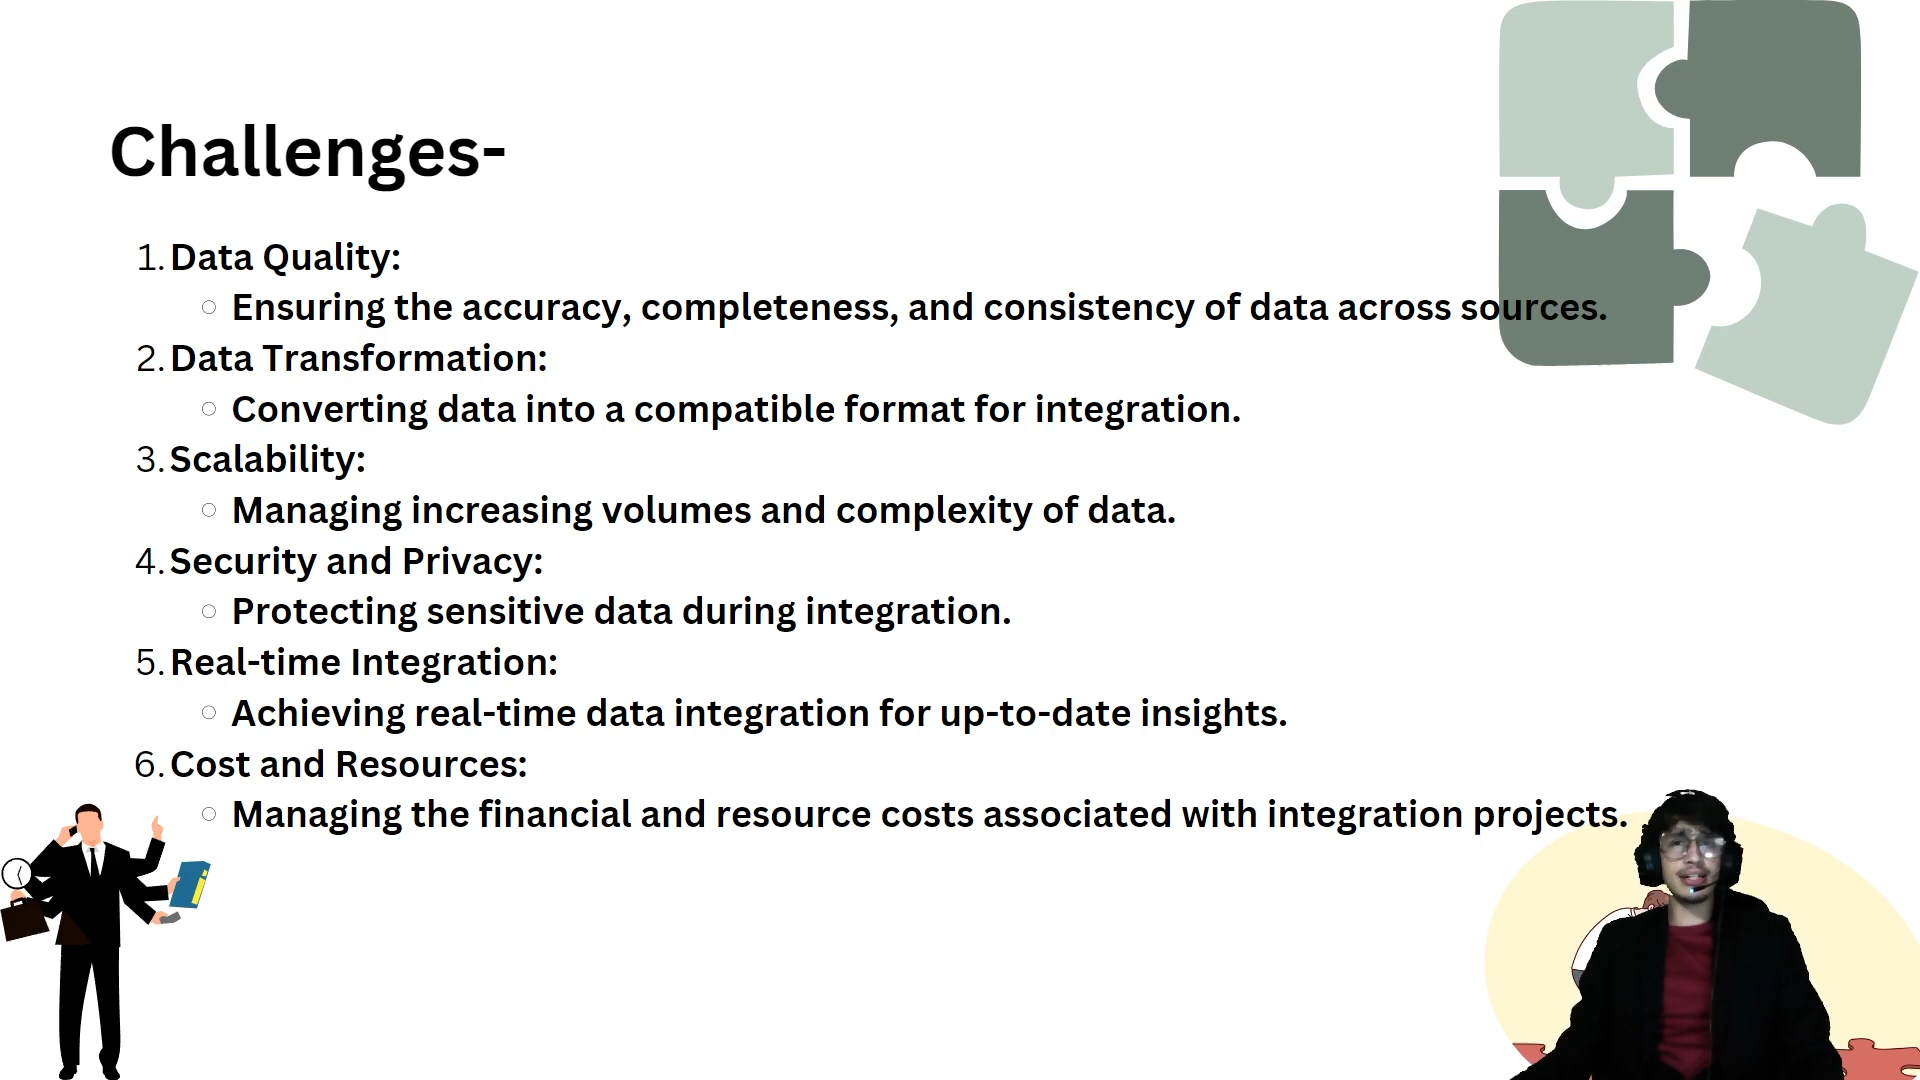 Challenges-
1. Data Quality:
○ Ensuring the accuracy, completeness, and consistency of data across sources.
2. Data Transformation:
○ Converting data into a compatible format for integration.
3. Scalability:
○ Managing increasing volumes and complexity of data.
4. Security and Privacy:
○ Protecting sensitive data during integration.
5. Real-time Integration:
○ Achieving real-time data integration for up-to-date insights.
6. Cost and Resources:
○ Managing the financial and resource costs associated with integration projects.